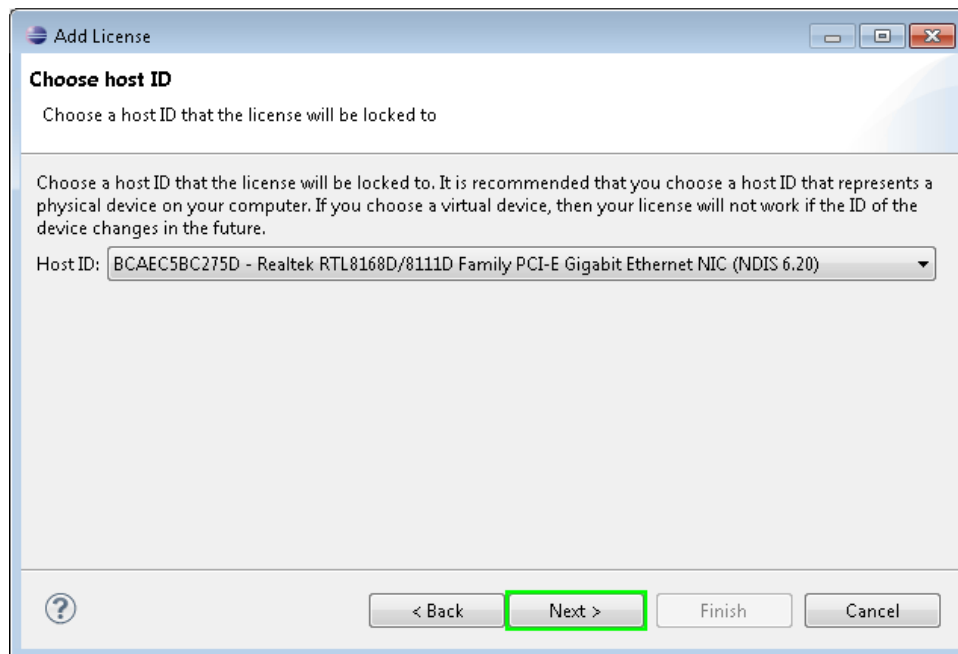 Add License
Choose host ID
Choose a host ID that the license will be locked to
Choose a host ID that the license will be locked to. It is recommended that you choose a host ID that represents a
physical device on your computer. If you choose a virtual device, then your license will not work if the ID of the
device changes in the future.
Host ID: BCAEC5BC275D - Realtek RTL8168D/8111D Family PCI-E Gigabit Ethernet NIC (NDIS 6.20)
? < Back Next > Finish Cancel